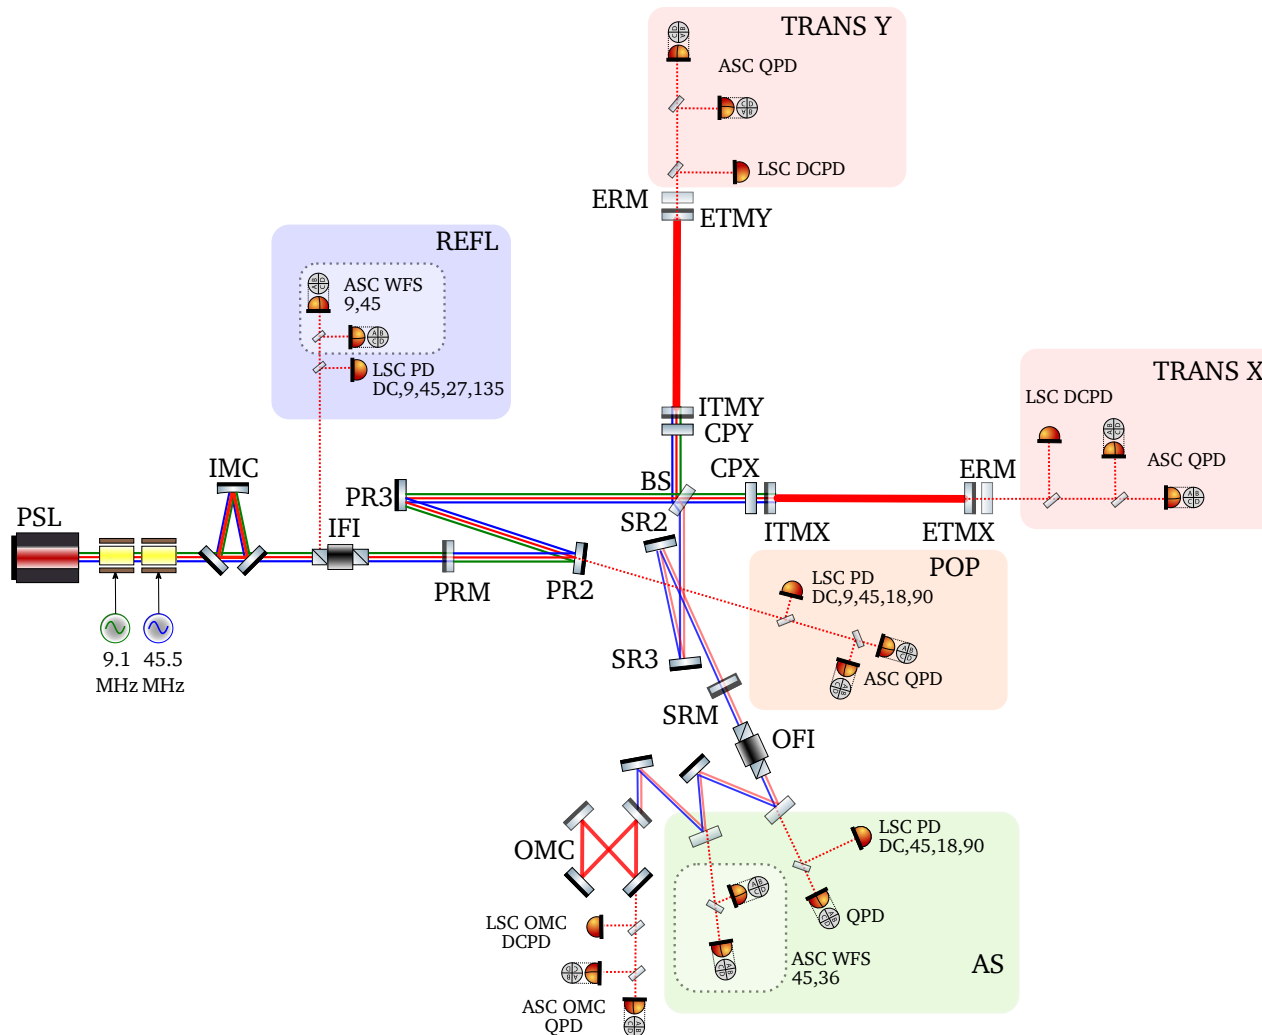 TRANS Y
ASC QPD
LSC DCPD
ERM
ETMY
REFL
ASC WFS
9,45
LSC PD
DC,9,45,27,135
TRANS X
LSC DCPD
ASC QPD
ITMY
CPY
IMC
PR3
BS
CPX
ERM
PSL
IFI
SR2
ITMX
ETMX
PRM
PR2
POP
LSC PD
DC,9,45,18,90
ASC QPD
9.1
MHz
45.5
MHz
SR3
SRM
OFI
OMC
LSC PD
DC,45,18,90
QPD
LSC OMC
DCPD
ASC WFS
45,36
AS
ASC OMC
QPD